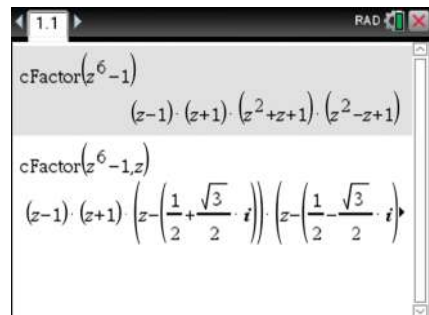 1.1 RAD
cFactor(z^6-1)
(z-1)·(z+1)·(z^2+z+1)·(z^2-z+1)
cFactor(z^6-1,z)
(z-1)·(z+1)·(z-(1/2+√3/2·i))·(z-(1/2-√3/2·i)